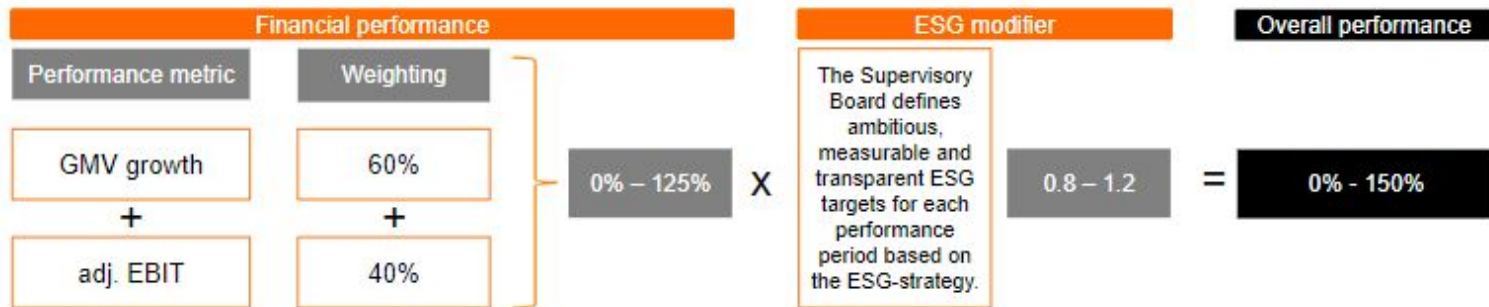 Financial performance
ESG modifier
Overall performance
Performance metric
Weighting
GMV growth
60%
+
+
adj. EBIT
40%
0% – 125%
X
The Supervisory
Board defines
ambitious,
measurable and
transparent ESG
targets for each
performance
period based on
the ESG-strategy.
0.8 – 1.2
=
0% - 150%